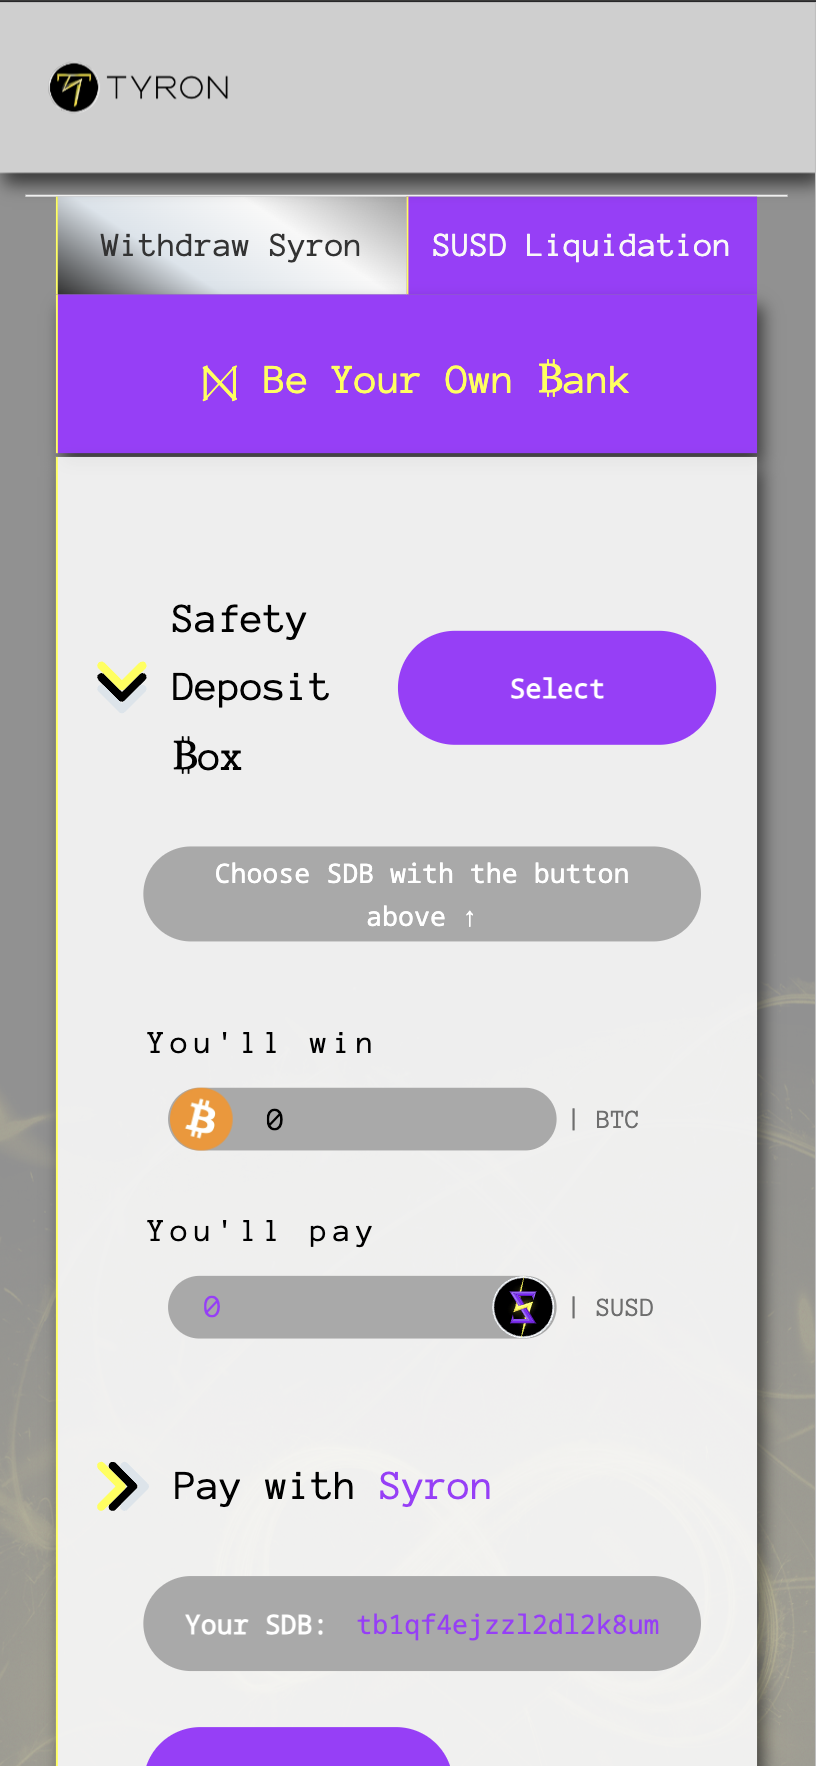 TYRON
Withdraw Syron
SUSD Liquidation
Be Your Own ₿ank
Safety
Deposit
₿ox
Select
Choose SDB with the button
above ↑
You'll win
0 | BTC
You'll pay
0 | SUSD
Pay with Syron
Your SDB: tb1qf4ejzzl2dl2k8um